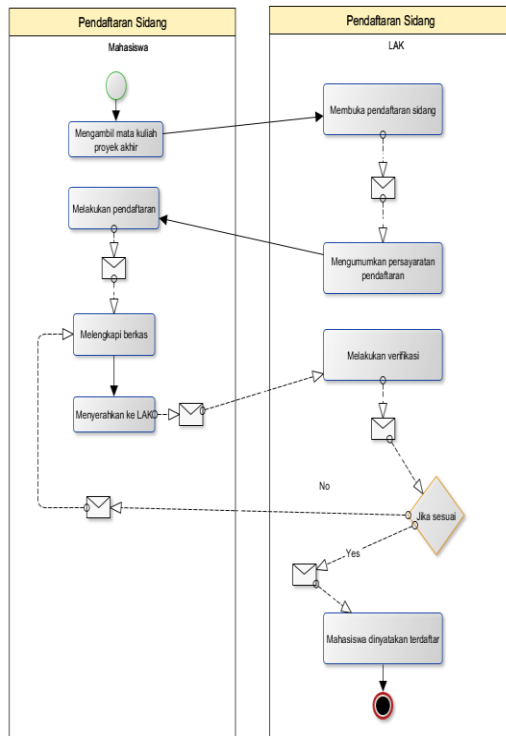 Pendaftaran Sidang
Mahasiswa
Mengambil mata kuliah
proyek akhir
Melakukan pendaftaran
Melengkapi berkas
Menyerahkan ke LAK
Pendaftaran Sidang
LAK
Membuka pendaftaran sidang
Mengumumkan persayaratan
pendaftaran
Melakukan verifikasi
No
Jika sesuai
Yes
Mahasiswa dinyatakan terdaftar